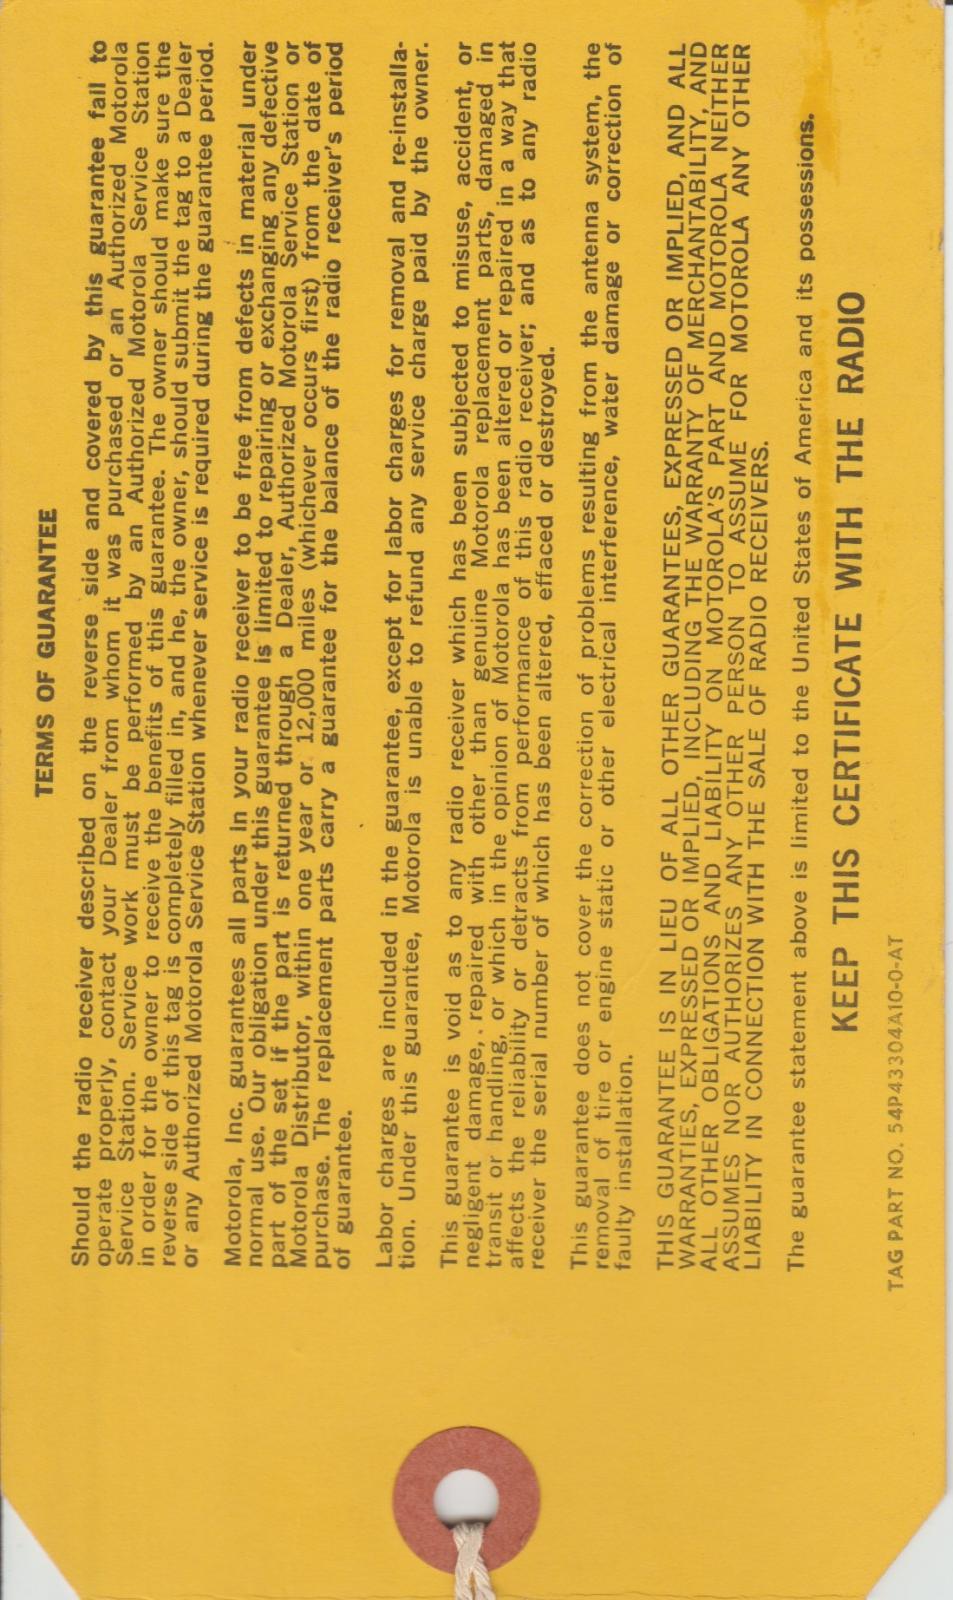 TERMS OF GUARANTEE
Should the radio receiver described on the reverse side and covered by this guarantee fail to
operate properly, contact your Dealer from whom it was purchased or an Authorized Motorola
Service Station. Service work must be performed by an Authorized Motorola Service Station
in order for the owner to receive the benefits of this guarantee. The owner should make sure the
reverse side of this tag is completely filled in, and he, the owner, should submit the tag to a Dealer
or any Authorized Motorola Service Station whenever service is required during the guarantee period.
Motorola, Inc. guarantees all parts in your radio receiver to be free from defects in material under
normal use. Our obligation under this guarantee is limited to repairing or exchanging any defective
part of the set if the part is returned through a Dealer, Authorized Motorola Service Station or
Motorola Distributor, within one year or 12,000 miles (whichever occurs first) from the date of
purchase. The replacement parts carry a guarantee for the balance of the radio receiver's period
of guarantee.
Labor charges are included in the guarantee, except for labor charges for removal and re-installa-
tion. Under this guarantee, Motorola is unable to refund any service charge paid by the owner.
This guarantee is void as to any radio receiver which has been subjected to misuse, accident, or
negligent damage, repaired with other than genuine Motorola replacement parts, damaged in
transit or handling, or which in the opinion of Motorola has been altered or repaired in a way that
affects the reliability or detracts from performance of this radio receiver; and as to any radio
receiver the serial number of which has been altered, effaced or destroyed.
This guarantee does not cover the correction of problems resulting from the antenna system, the
removal of tire or engine static or other electrical interference, water damage or correction of
faulty installation.
THIS GUARANTEE IS IN LIEU OF ALL OTHER GUARANTEES, EXPRESSED OR IMPLIED, AND ALL
WARRANTIES, EXPRESSED OR IMPLIED, INCLUDING THE WARRANTY OF MERCHANTABILITY, AND
ALL OTHER OBLIGATIONS AND LIABILITY ON MOTOROLA'S PART AND MOTOROLA NEITHER
ASSUMES NOR AUTHORIZES ANY OTHER PERSON TO ASSUME FOR MOTOROLA ANY OTHER
LIABILITY IN CONNECTION WITH THE SALE OF RADIO RECEIVERS.
The guarantee statement above is limited to the United States of America and its possessions.
KEEP THIS CERTIFICATE WITH THE RADIO
TAG PART NO. 54P43304A10-0-AT